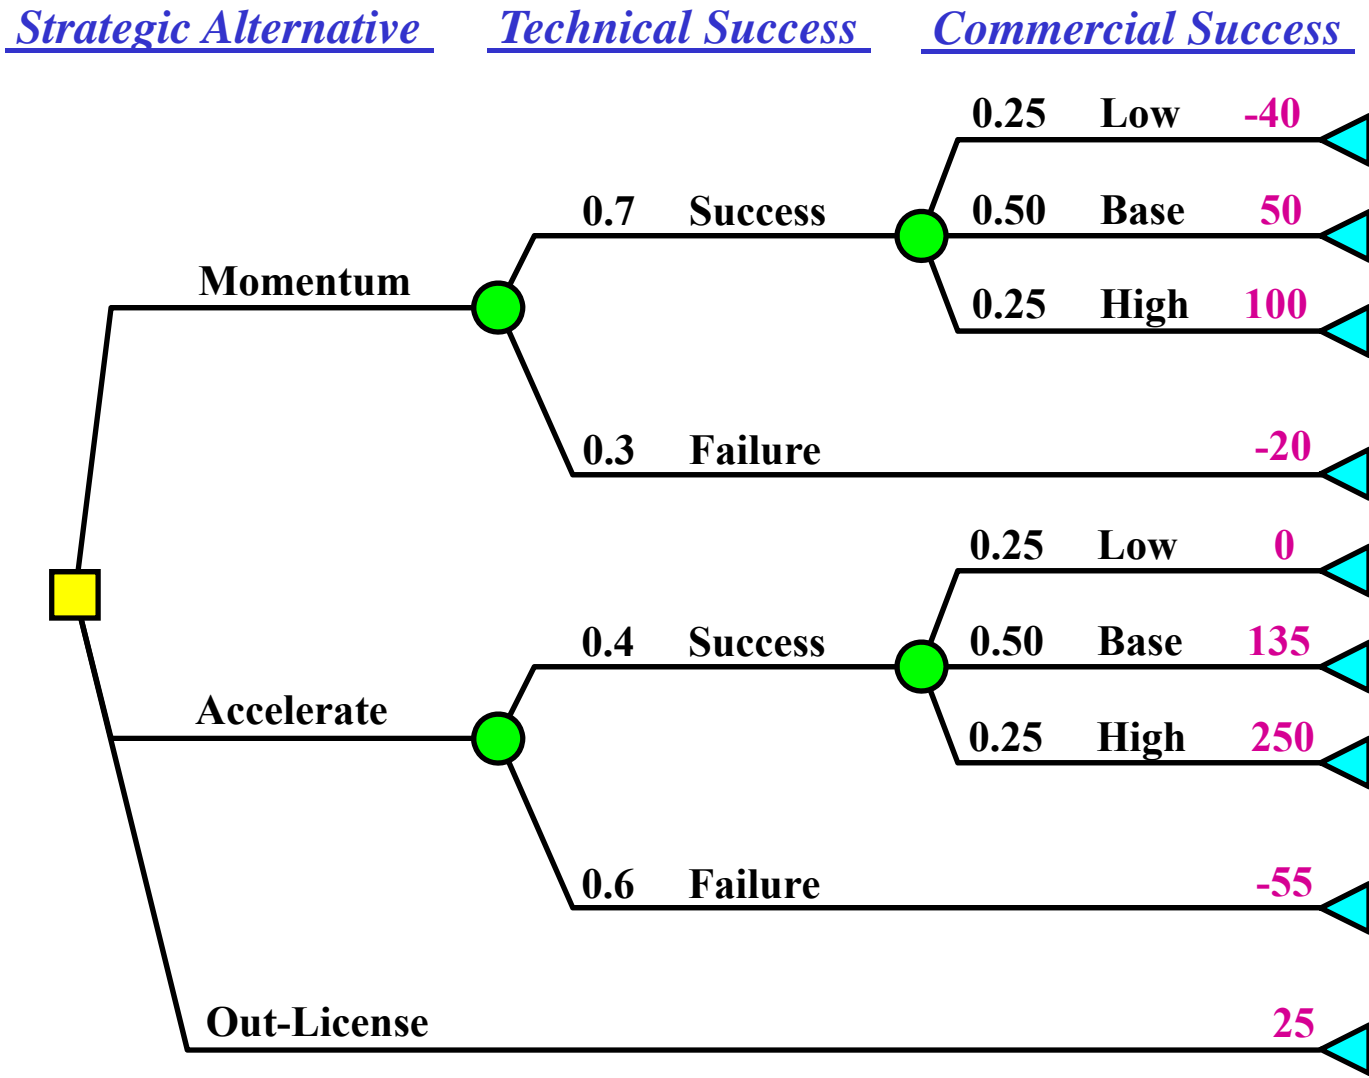 Strategic Alternative Technical Success Commercial Success
0.25 Low -40
0.7 Success 0.50 Base 50
Momentum
0.25 High 100
0.3 Failure -20
0.25 Low 0
0.4 Success 0.50 Base 135
Accelerate
0.25 High 250
0.6 Failure -55
Out-License 25